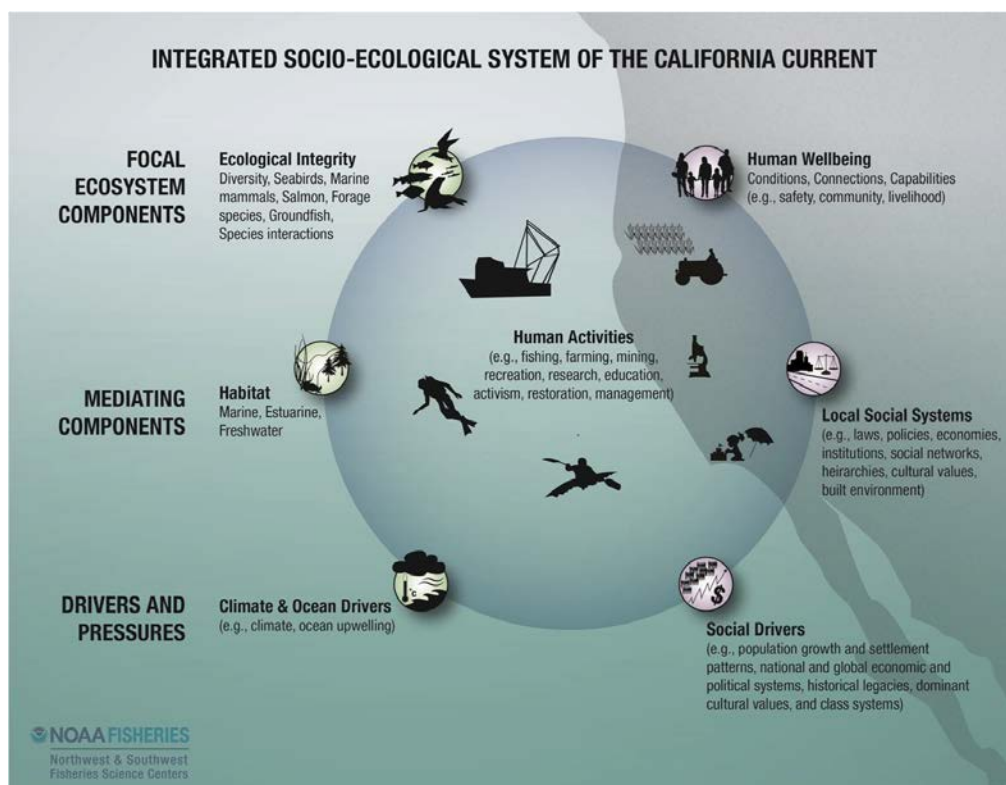 INTEGRATED SOCIO-ECOLOGICAL SYSTEM OF THE CALIFORNIA CURRENT
FOCAL
ECOSYSTEM
COMPONENTS
Ecological Integrity
Diversity, Seabirds, Marine
mammals, Salmon, Forage
species, Groundfish,
Species interactions
Human Wellbeing
Conditions, Connections, Capabilities
(e.g., safety, community, livelihood)
Human Activities
(e.g., fishing, farming, mining,
recreation, research, education,
activism, restoration, management)
MEDIATING
COMPONENTS
Habitat
Marine, Estuarine,
Freshwater
Local Social Systems
(e.g., laws, policies, economies,
institutions, social networks,
heirarchies, cultural values,
built environment)
DRIVERS AND
PRESSURES
Climate & Ocean Drivers
(e.g., climate, ocean upwelling)
°C
$
Social Drivers
(e.g., population growth and settlement
patterns, national and global economic and
political systems, historical legacies, dominant
cultural values, and class systems)
NOAA FISHERIES
Northwest & Southwest
Fisheries Science Centers